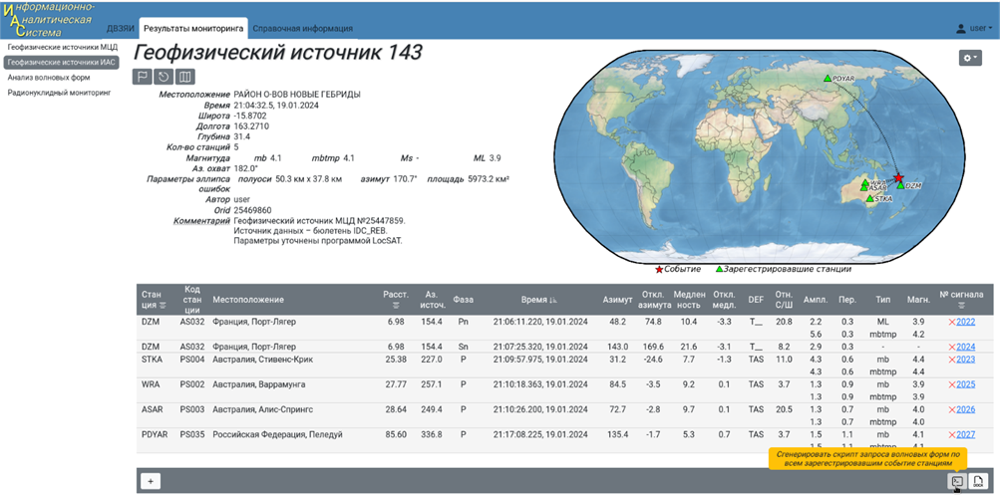 Информационно-
Аналитическая
Система
ДВЗЯИ Результаты мониторинга Справочная информация user
Геофизические источники МЦД
Геофизические источники ИАС
Анализ волновых форм
Радионуклидный мониторинг
Геофизический источник 143
Местоположение РАЙОН О-ВОВ НОВЫЕ ГЕБРИДЫ
Время 21:04:32.5, 19.01.2024
Широта -15.8702
Долгота 163.2710
Глубина 31.4
Кол-во станций 5
Магнитуда mb 4.1 mbtmp 4.1 Ms - ML 3.9
Аз. охват 182.0°
Параметры эллипса ошибок полуоси 50.3 км x 37.8 км азимут 170.7° площадь 5973.2 км²
Автор user
Orid 25469860
Комментарий Геофизический источник МЦД №25447859.
Источник данных – бюлетень IDC_REB.
Параметры уточнены программой LocSAT.
PDYAR
WRA
ASAR
DZM
STKA
Событие Зарегестрировавшие станции
Станция Код станции Местоположение Расст. Аз. источ. Фаза Время Азимут Откл. азимута Медленность Откл. медл. DEF Отн. С/Ш Ампл. Пер. Тип Магн. № сигнала
DZM AS032 Франция, Порт-Лягер 6.98 154.4 Pn 21:06:11.220, 19.01.2024 48.2 74.8 10.4 -3.3 T__ 20.8 2.2 0.3 ML 3.9 2022
5.6 0.3 mbtmp 4.2
DZM AS032 Франция, Порт-Лягер 6.98 154.4 Sn 21:07:25.320, 19.01.2024 143.0 169.6 21.6 -3.1 T__ 8.2 2.9 0.3 - - 2024
STKA PS004 Австралия, Стивенс-Крик 25.38 227.0 P 21:09:57.975, 19.01.2024 31.2 -24.6 7.7 -1.3 TAS 11.0 4.3 0.6 mb 4.4 2023
4.3 0.6 mbtmp 4.4
WRA PS002 Австралия, Варрамунга 27.77 257.1 P 21:10:18.363, 19.01.2024 84.5 -3.5 9.2 0.1 TAS 3.7 1.3 0.9 mb 3.9 2025
1.3 0.9 mbtmp 3.9
ASAR PS003 Австралия, Алис-Спрингс 28.64 249.4 P 21:10:26.200, 19.01.2024 72.7 -2.8 9.7 0.1 TAS 20.5 1.3 0.7 mb 4.0 2026
1.3 0.7 mbtmp 4.0
PDYAR PS035 Российская Федерация, Пеледуй 85.60 336.8 P 21:17:08.225, 19.01.2024 135.4 -1.7 5.3 0.7 TAS 3.7 1.5 1.1 mb 4.1 2027
1.5 1.1 mbtmp 4.1
Сгенерировать скрипт запроса волновых форм по
всем зарегестрировавшим событие станциям
+